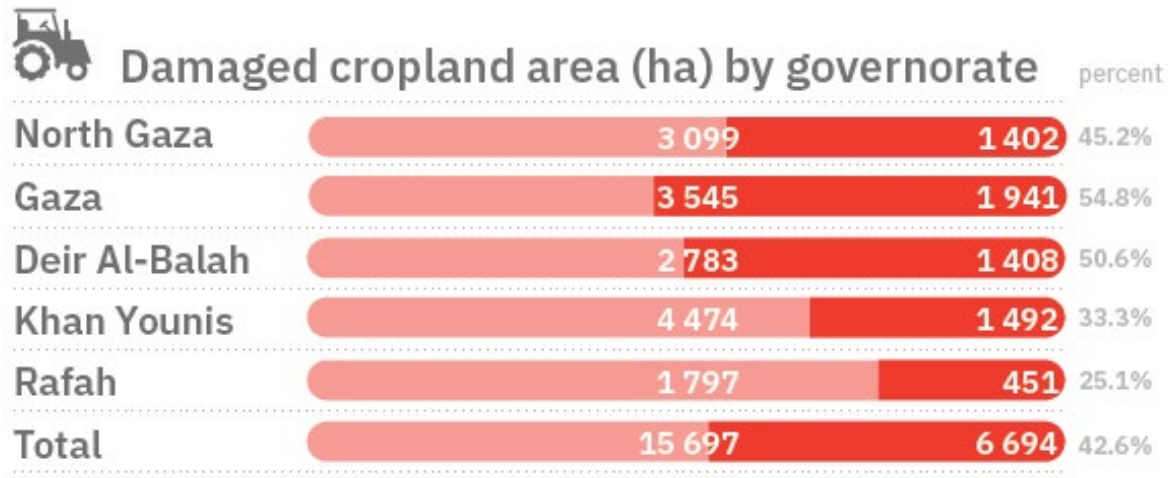 Damaged cropland area (ha) by governorate percent
North Gaza 3 099 1 402 45.2%
Gaza 3 545 1 941 54.8%
Deir Al-Balah 2 783 1 408 50.6%
Khan Younis 4 474 1 492 33.3%
Rafah 1 797 451 25.1%
Total 15 697 6 694 42.6%